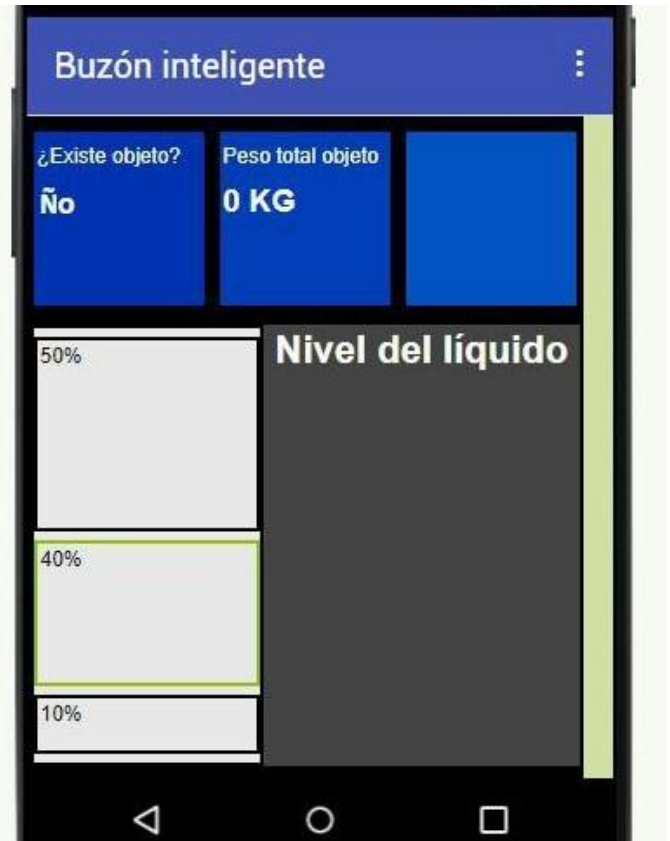 Buzón inteligente
¿Existe objeto?
Ño
Peso total objeto
0 KG
50%
Nivel del líquido
40%
10%